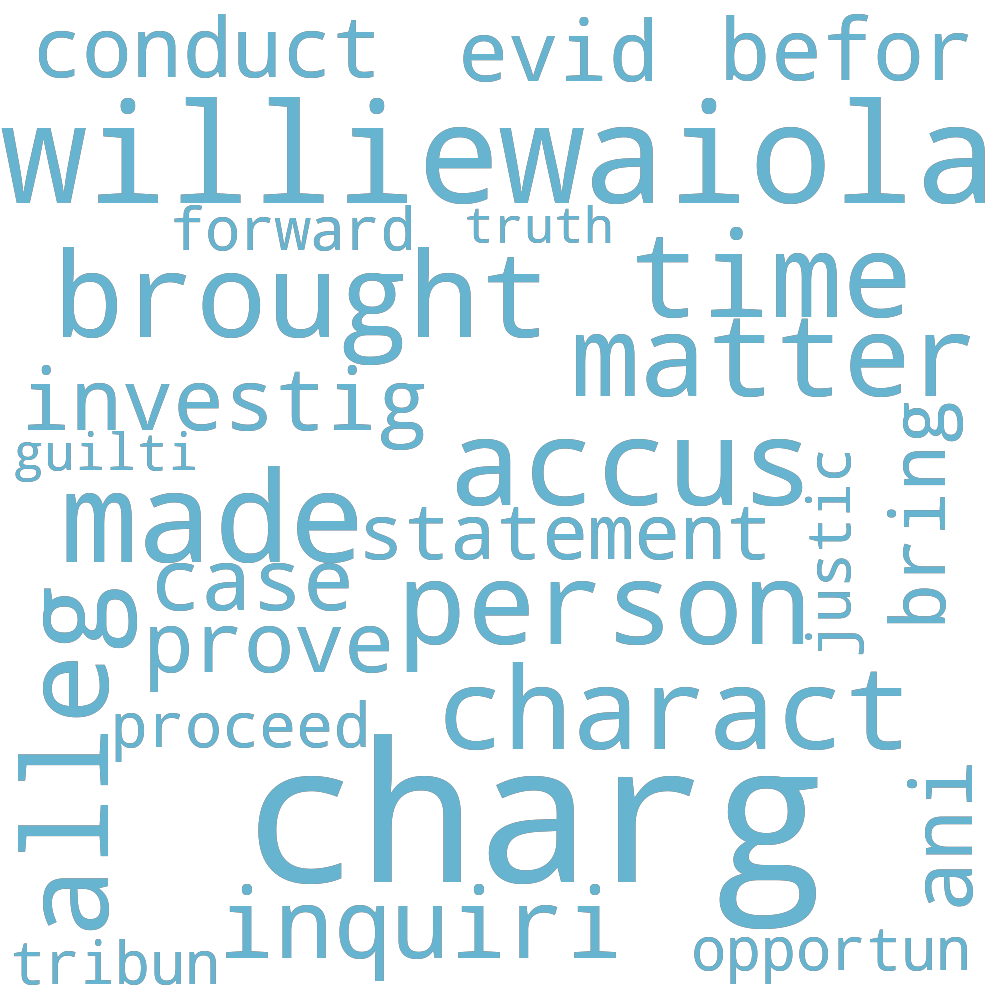 conduct evid befor
williewaiola
forward truth
brought time
matter
investig
guilti
accus
bring
justic
made statement
case
person
prove
alleg
charact
proceed
charg
ani
inquiri
tribun opportun